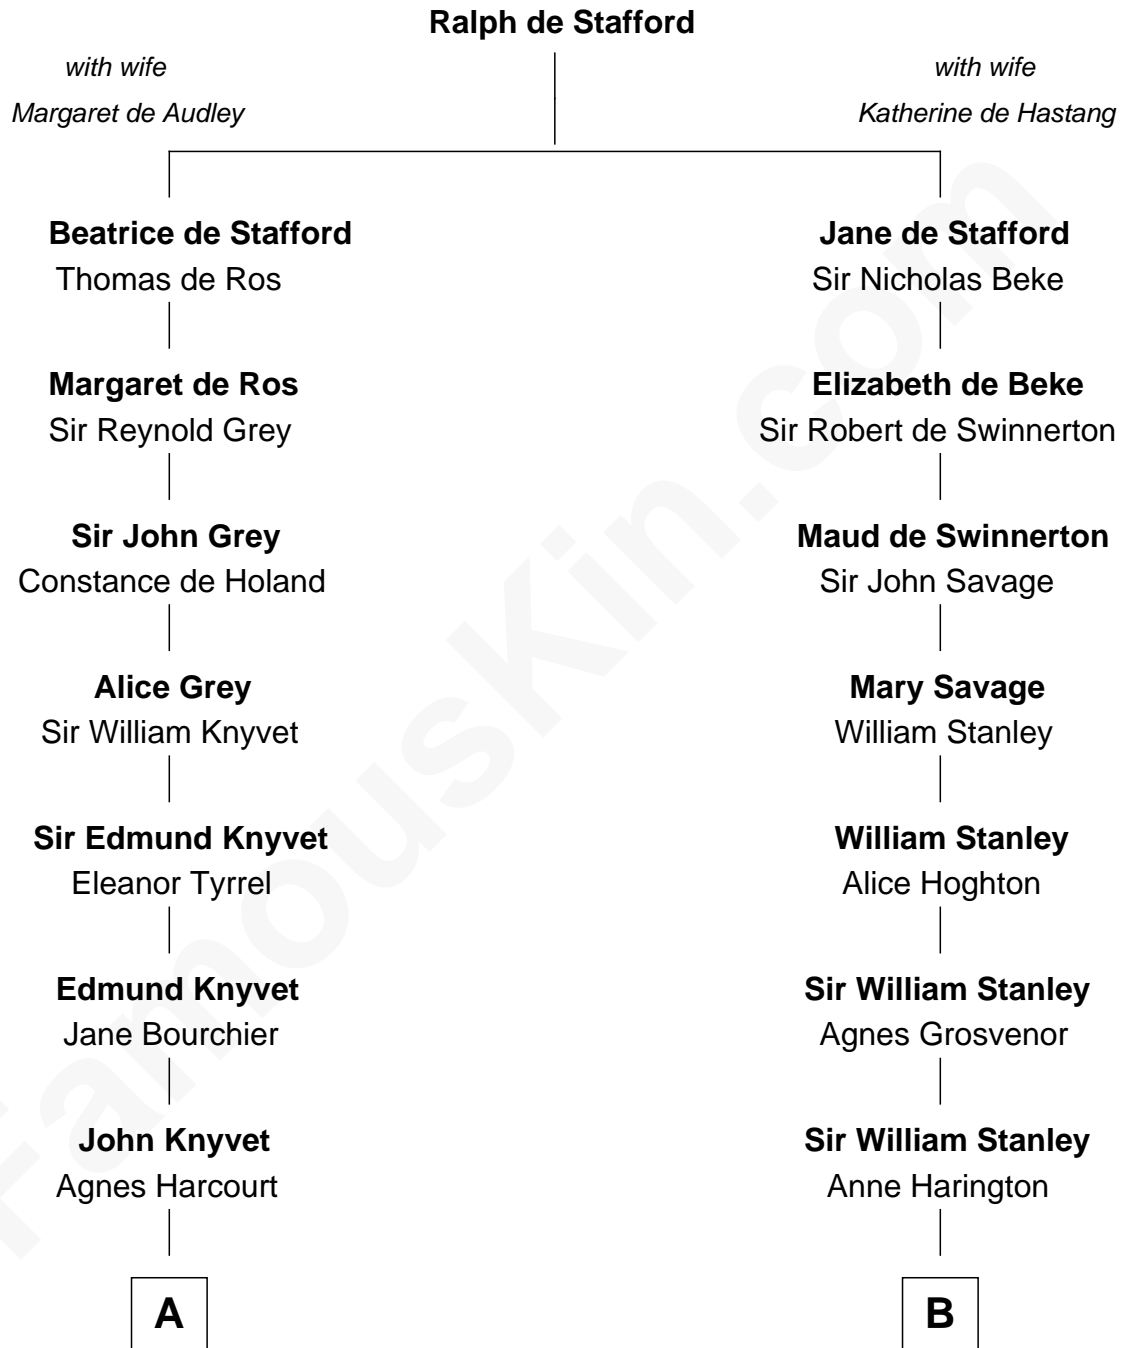 Ralph de Stafford
with wife
Margaret de Audley
with wife
Katherine de Hastang
Beatrice de Stafford
Thomas de Ros
Jane de Stafford
Sir Nicholas Beke
Margaret de Ros
Sir Reynold Grey
Elizabeth de Beke
Sir Robert de Swinnerton
Sir John Grey
Constance de Holand
Maud de Swinnerton
Sir John Savage
Alice Grey
Sir William Knyvet
Mary Savage
William Stanley
Sir Edmund Knyvet
Eleanor Tyrrel
William Stanley
Alice Hoghton
Edmund Knyvet
Jane Bourchier
Sir William Stanley
Agnes Grosvenor
John Knyvet
Agnes Harcourt
Sir William Stanley
Anne Harington
A
B
FamousKin.com